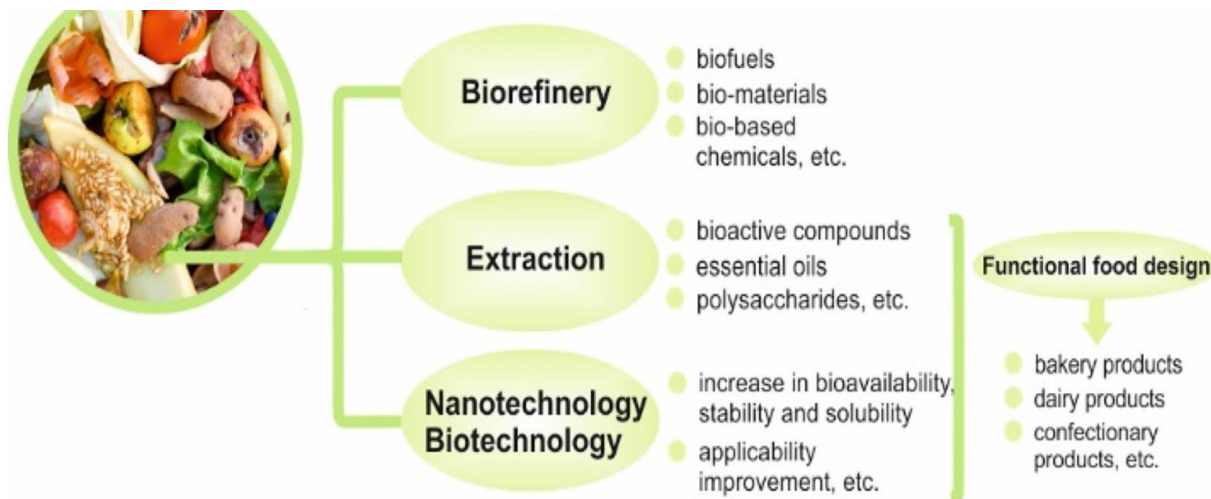 Biorefinery
biofuels
bio-materials
bio-based
chemicals, etc.
Extraction
bioactive compounds
essential oils
polysaccharides, etc.
Nanotechnology
Biotechnology
increase in bioavailability,
stability and solubility
applicability
improvement, etc.
Functional food design
bakery products
dairy products
confectionary
products, etc.